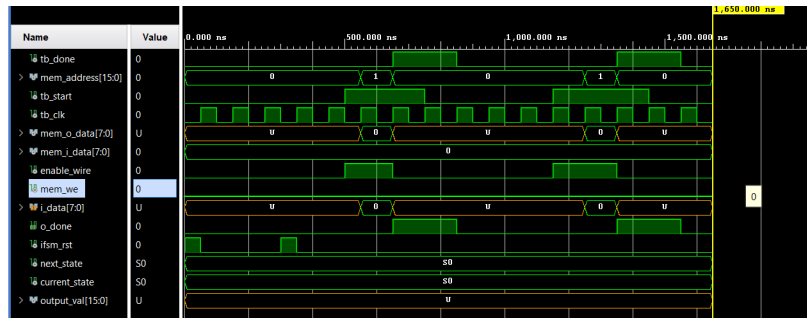 1,650.000 ns
Name Value 0.000 ns 500.000 ns 1,000.000 ns 1,500.000 ns
tb_done 0
mem_address[15:0] 0 0 1 0 1 0
tb_start 0
tb_clk 0
mem_o_data[7:0] U U 0 U 0 U
mem_i_data[7:0] 0 0
enable_wire 0
mem_we 0 0
i_data[7:0] U U 0 U 0 U
o_done 0
ifsm_rst 0
next_state S0 S0
current_state S0 S0
output_val[15:0] U U